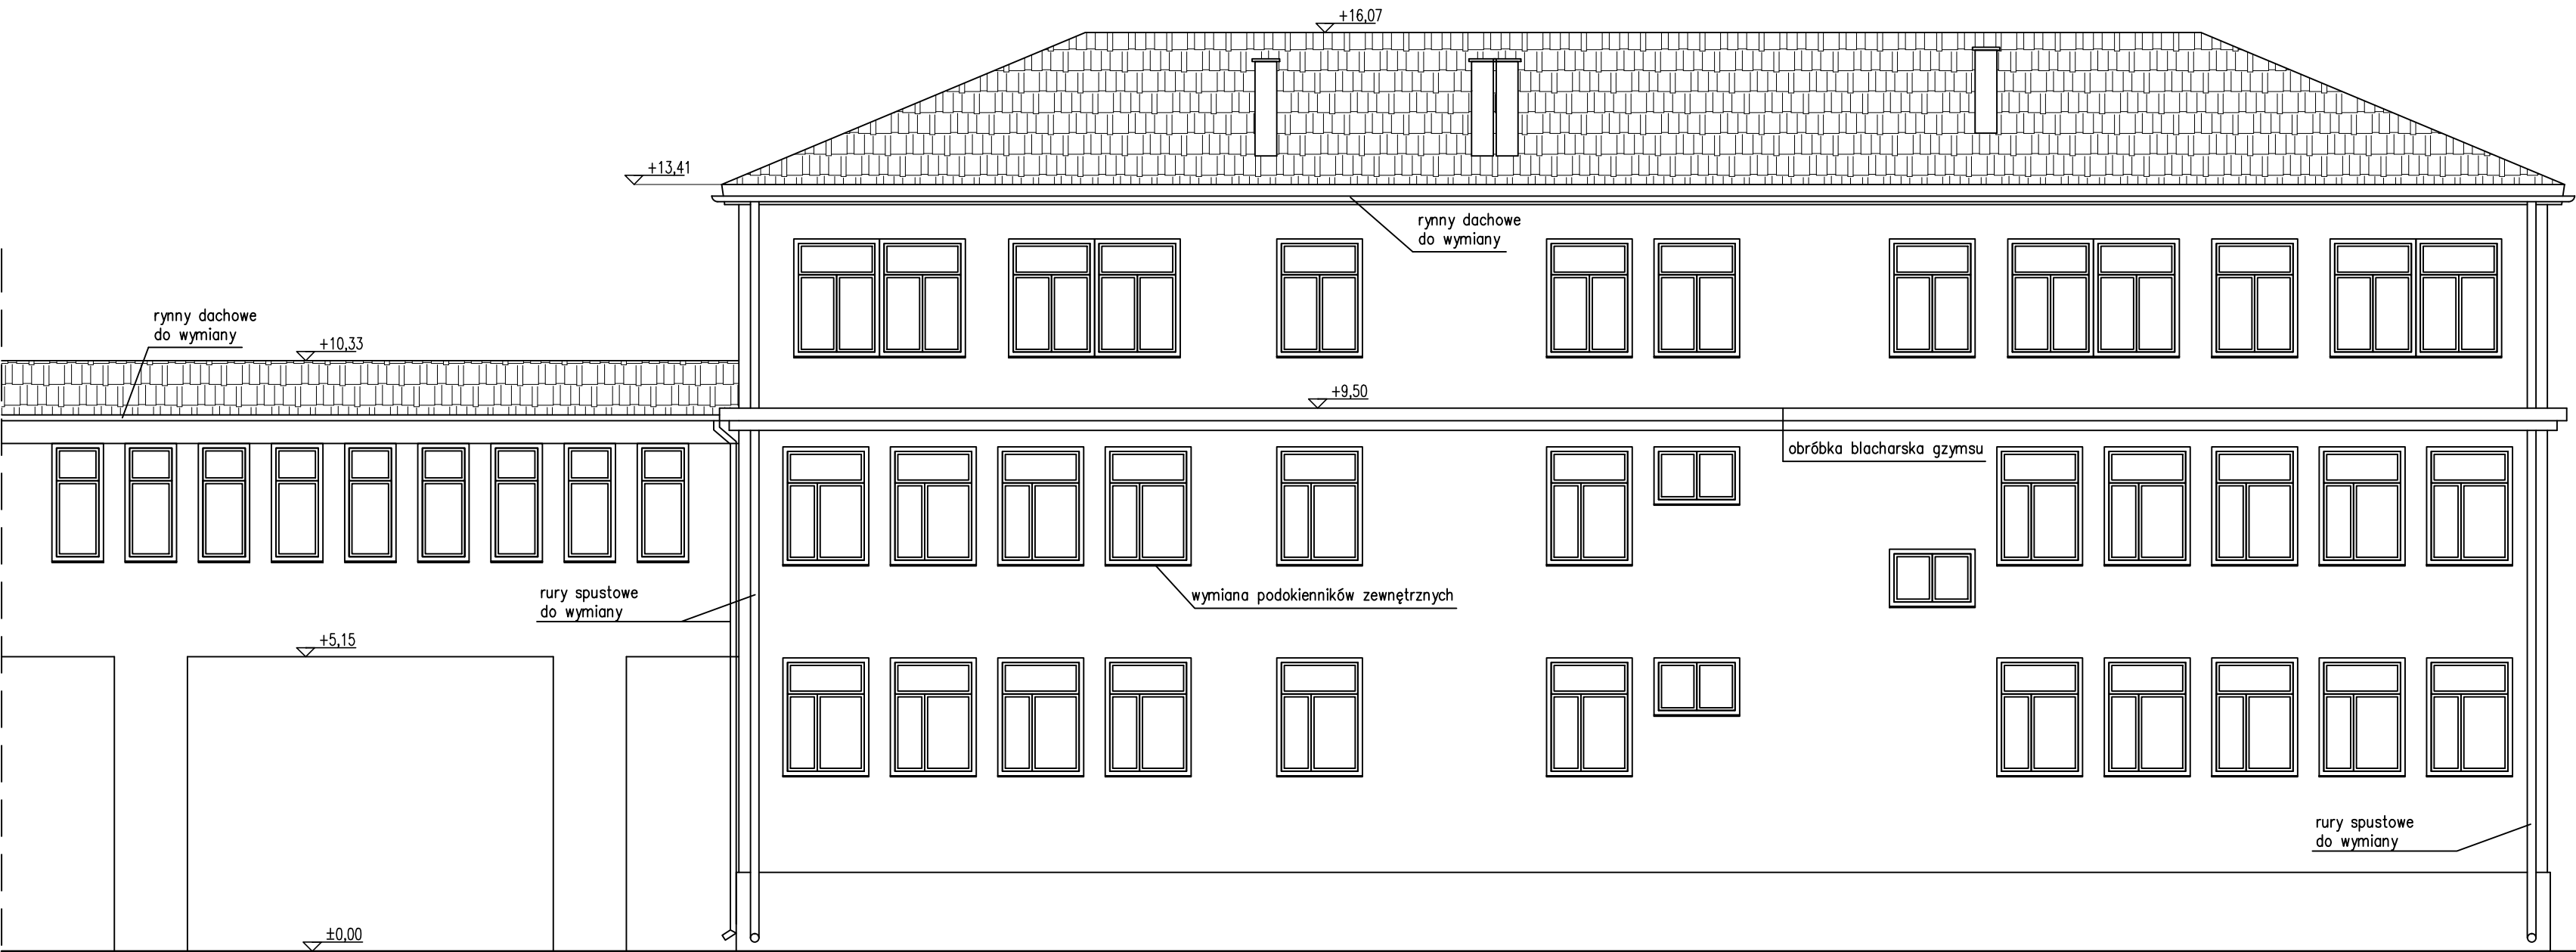 +16,07
+13,41
rynny dachowe
do wymiany
rynny dachowe
do wymiany
+10,33
+9,50
obróbka blacharska gzymsu
rury spustowe
do wymiany
wymiana podokienników zewnętrznych
+5,15
rury spustowe
do wymiany
±0,00